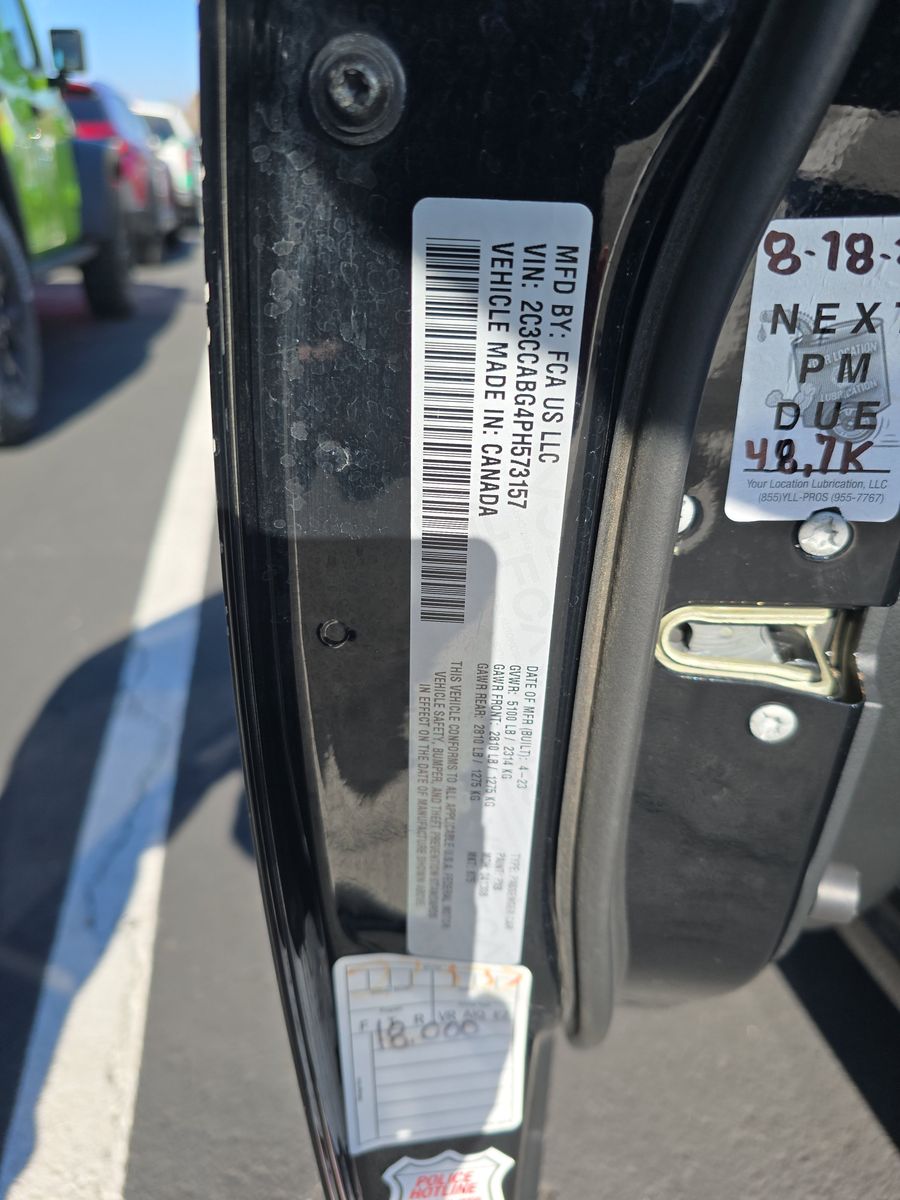 MFD BY: FCA US LLC
VIN: 2C3CCABG4PH573157
VEHICLE MADE IN: CANADA
DATE OF MFR (BUILT): 4-23
GVWR: 5100 LB / 2314 KG
GAWR FRONT: 2810 LB / 1275 KG
GAWR REAR: 2810 LB / 1275 KG
TYPE: PASSENGER CAR
THIS VEHICLE CONFORMS TO ALL APPLICABLE U.S.A. FEDERAL MOTOR
VEHICLE SAFETY, BUMPER, AND THEFT PREVENTION STANDARDS
IN EFFECT ON THE DATE OF MANUFACTURE SHOWN ABOVE.
8-18-
NEXT
PM
DUE
48,7K
Your Location Lubrication, LLC
(855)YLL-PROS (955-7767)
18,000
POLICE
HOTLINE